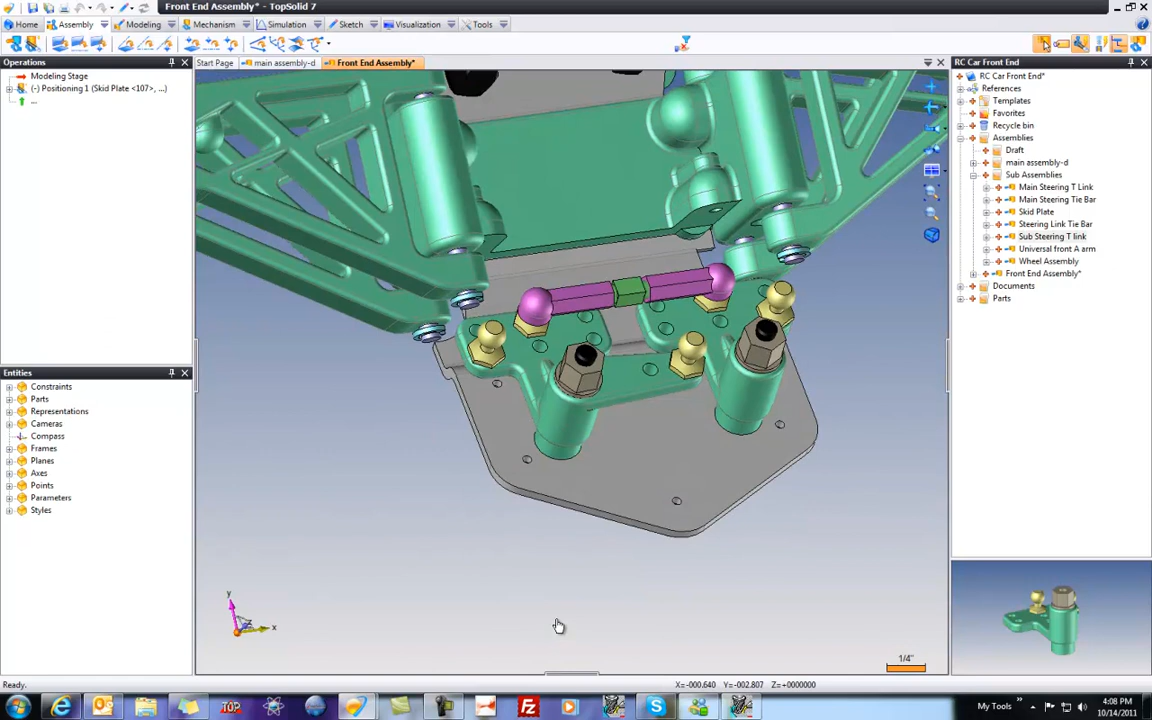 Front End Assembly* - TopSolid 7
Home
Assembly
Modeling
Mechanism
Simulation
Sketch
Visualization
Tools
Operations
Start Page
main assembly-d
Front End Assembly*
RC Car Front End
Modeling Stage
(-) Positioning 1 (Skid Plate <107>, ...)
...
RC Car Front End*
References
Templates
Favorites
Recycle bin
Assemblies
Draft
main assembly-d
Sub Assemblies
Main Steering T Link
Main Steering Tie Bar
Skid Plate
Steering Link Tie Bar
Sub Steering T link
Universal front A arm
Wheel Assembly
Front End Assembly*
Documents
Parts
Entities
Constraints
Parts
Representations
Cameras
Compass
Frames
Planes
Axes
Points
Parameters
Styles
y
x
1/4"
Ready.
X=-000.640 Y=-002.807 Z=+0000000
TOP
FZ
My Tools
»
4:08 PM
10/14/2011